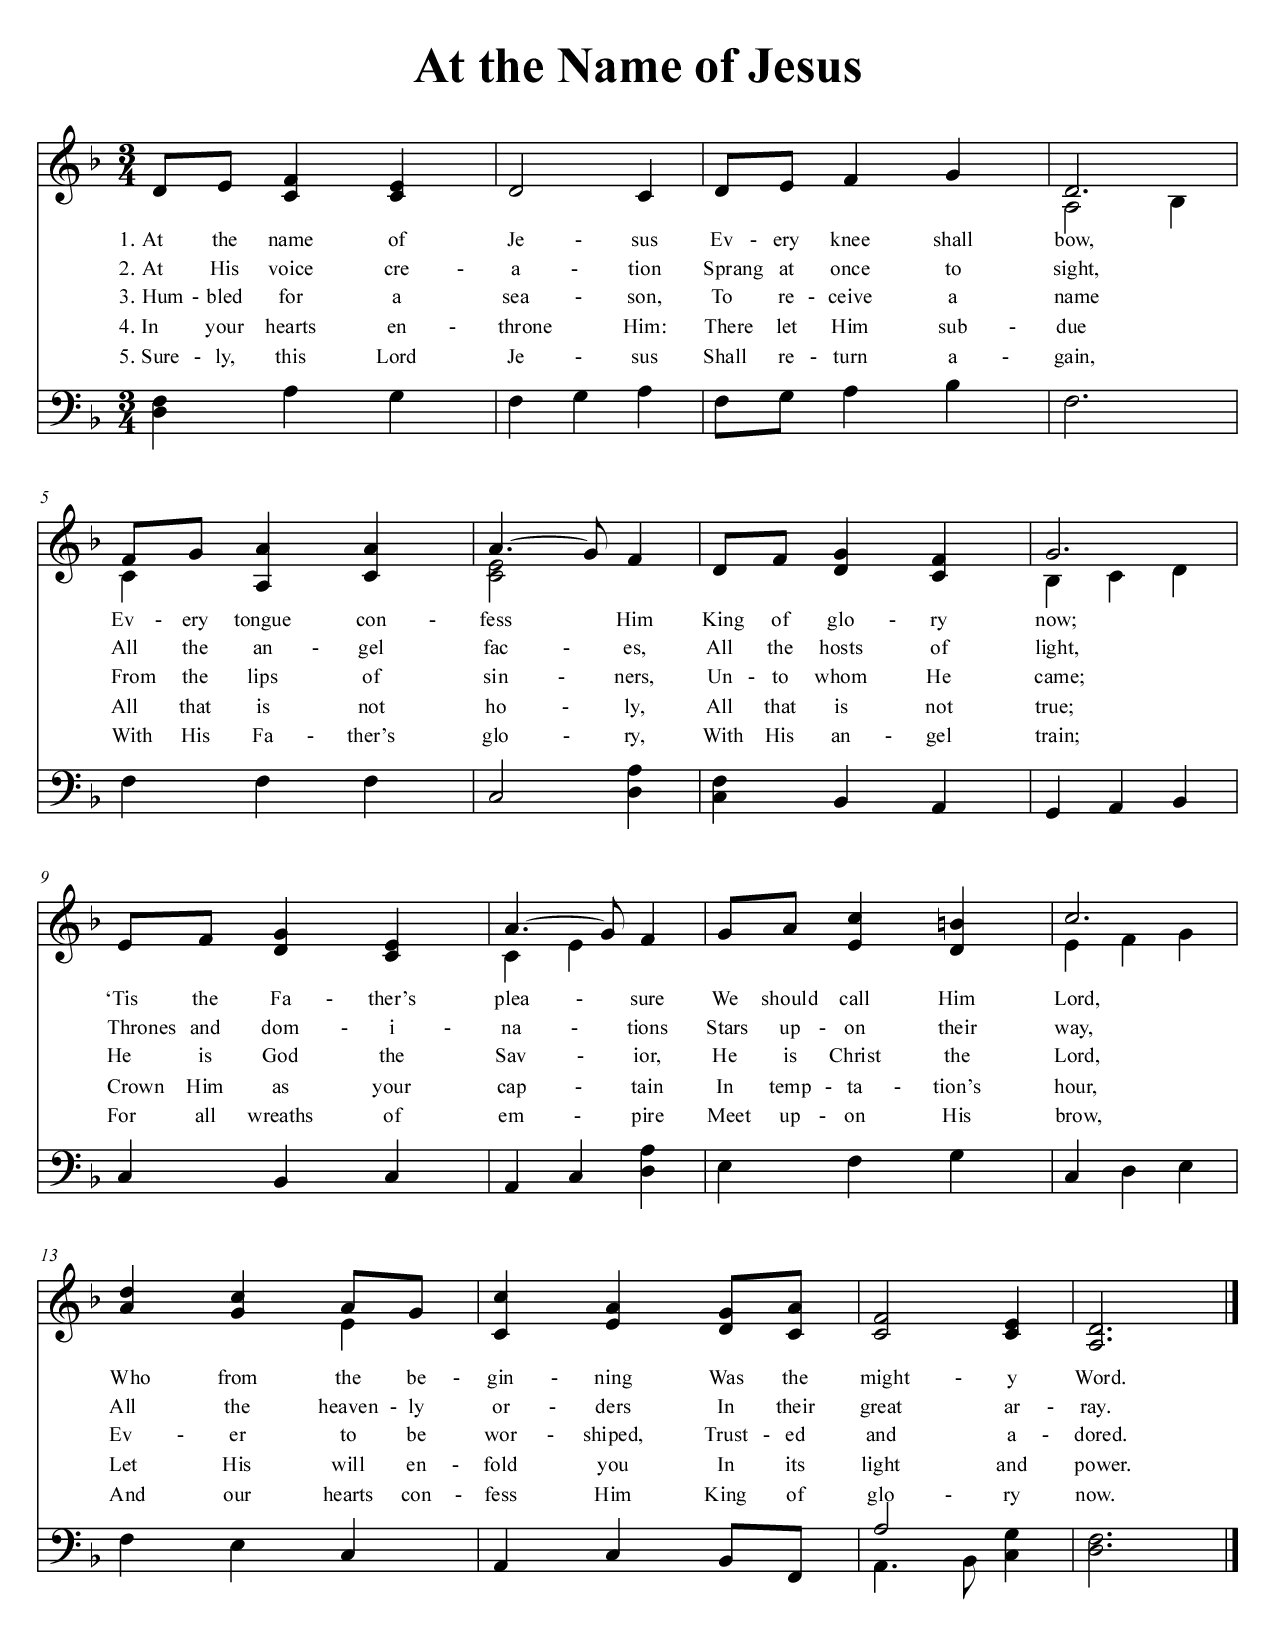 At the Name of Jesus
3
4
1. At the name of Je - sus Ev - ery knee shall bow,
2. At His voice cre - a - tion Sprang at once to sight,
3. Hum - bled for a sea - son, To re - ceive a name
4. In your hearts en - throne Him: There let Him sub - due
5. Sure - ly, this Lord Je - sus Shall re - turn a - gain,
3
4
5
Ev - ery tongue con - fess Him King of glo - ry now;
All the an - gel fac - es, All the hosts of light,
From the lips of sin - ners, Un - to whom He came;
All that is not ho - ly, All that is not true;
With His Fa - ther’s glo - ry, With His an - gel train;
9
‘Tis the Fa - ther’s plea - sure We should call Him Lord,
Thrones and dom - i - na - tions Stars up - on their way,
He is God the Sav - ior, He is Christ the Lord,
Crown Him as your cap - tain In temp - ta - tion’s hour,
For all wreaths of em - pire Meet up - on His brow,
13
Who from the be - gin - ning Was the might - y Word.
All the heaven - ly or - ders In their great ar - ray.
Ev - er to be wor - shiped, Trust - ed and a - dored.
Let His will en - fold you In its light and power.
And our hearts con - fess Him King of glo - ry now.